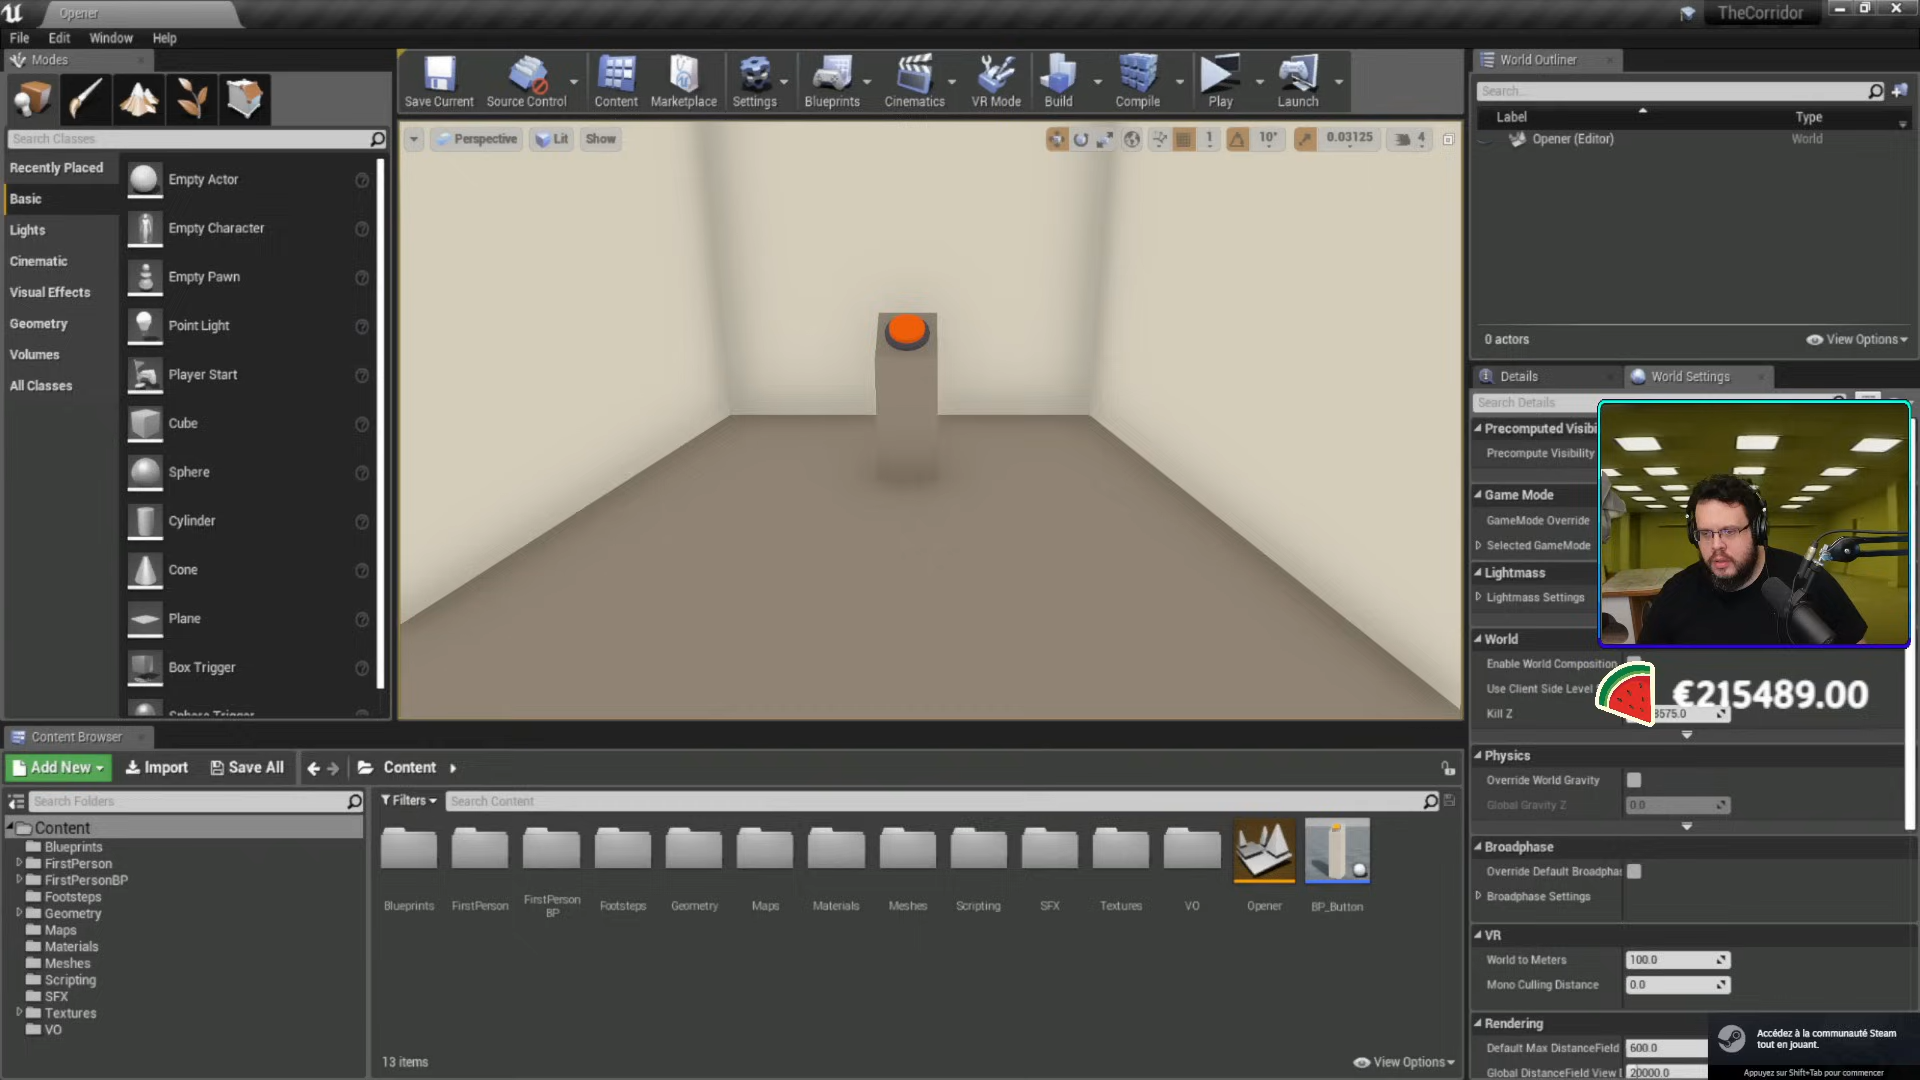 Opener
TheCorridor
File Edit Window Help
Modes
Search Classes
Recently Placed
Basic
Lights
Cinematic
Visual Effects
Geometry
Volumes
All Classes
Empty Actor
Empty Character
Empty Pawn
Point Light
Player Start
Cube
Sphere
Cylinder
Cone
Plane
Box Trigger
Sphere Trigger
Save Current
Source Control
Content
Marketplace
Settings
Blueprints
Cinematics
VR Mode
Build
Compile
Play
Launch
Perspective
Lit
Show
1
10°
0.03125
4
World Outliner
Search...
Label
Type
Opener (Editor)
World
0 actors
View Options
Details
World Settings
Search Details
Precomputed Visibi
Precompute Visibility
Game Mode
GameMode Override
Selected GameMode
Lightmass
Lightmass Settings
World
Enable World Composition
Use Client Side Level
Kill Z
8575.0
€215489.00
Physics
Override World Gravity
Global Gravity Z
0.0
Broadphase
Override Default Broadphas
Broadphase Settings
VR
World to Meters
100.0
Mono Culling Distance
0.0
Rendering
Default Max DistanceField
600.0
Global DistanceField View
20000.0
Accédez à la communauté Steam
tout en jouant.
Appuyez sur Shift+Tab pour commencer
Content Browser
Add New
Import
Save All
Content
Search Folders
Filters
Search Content
Content
Blueprints
FirstPerson
FirstPersonBP
Footsteps
Geometry
Maps
Materials
Meshes
Scripting
SFX
Textures
VO
Blueprints
FirstPerson
FirstPerson
BP
Footsteps
Geometry
Maps
Materials
Meshes
Scripting
SFX
Textures
VO
Opener
BP_Button
13 items
View Options